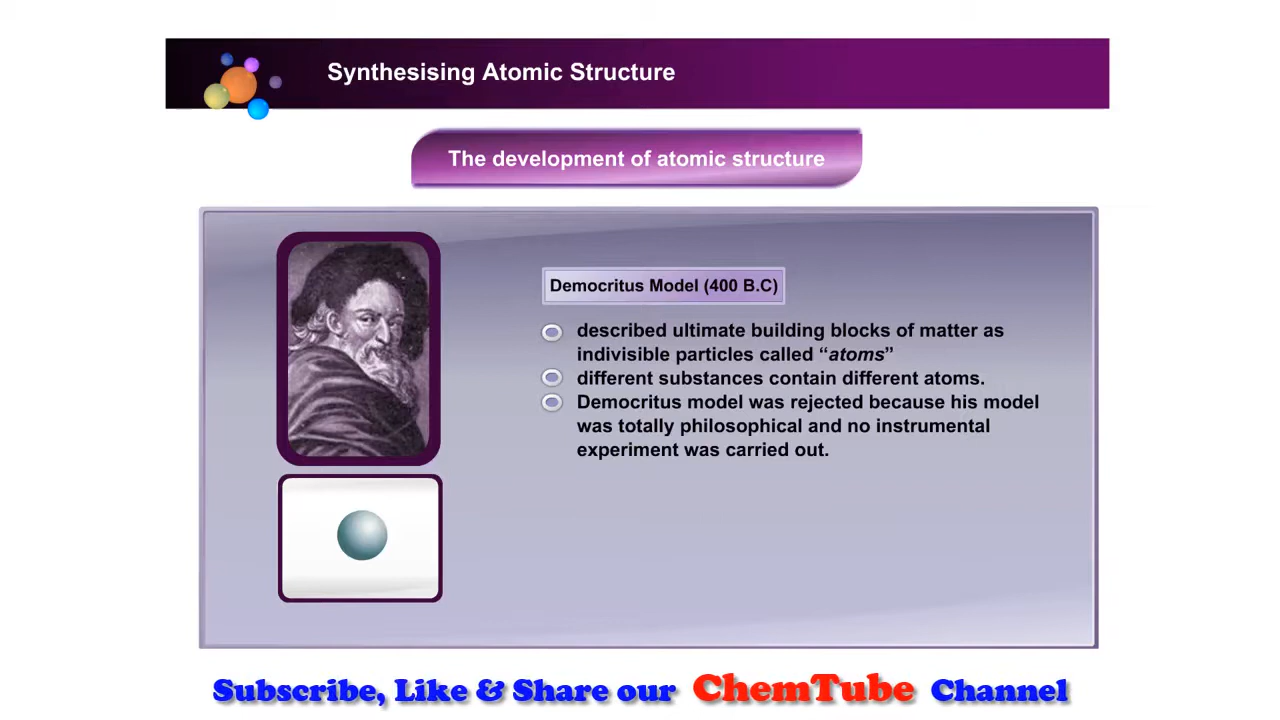 Synthesising Atomic Structure
The development of atomic structure
Democritus Model (400 B.C)
described ultimate building blocks of matter as
indivisible particles called “atoms”
different substances contain different atoms.
Democritus model was rejected because his model
was totally philosophical and no instrumental
experiment was carried out.
Subscribe, Like & Share our ChemTube Channel